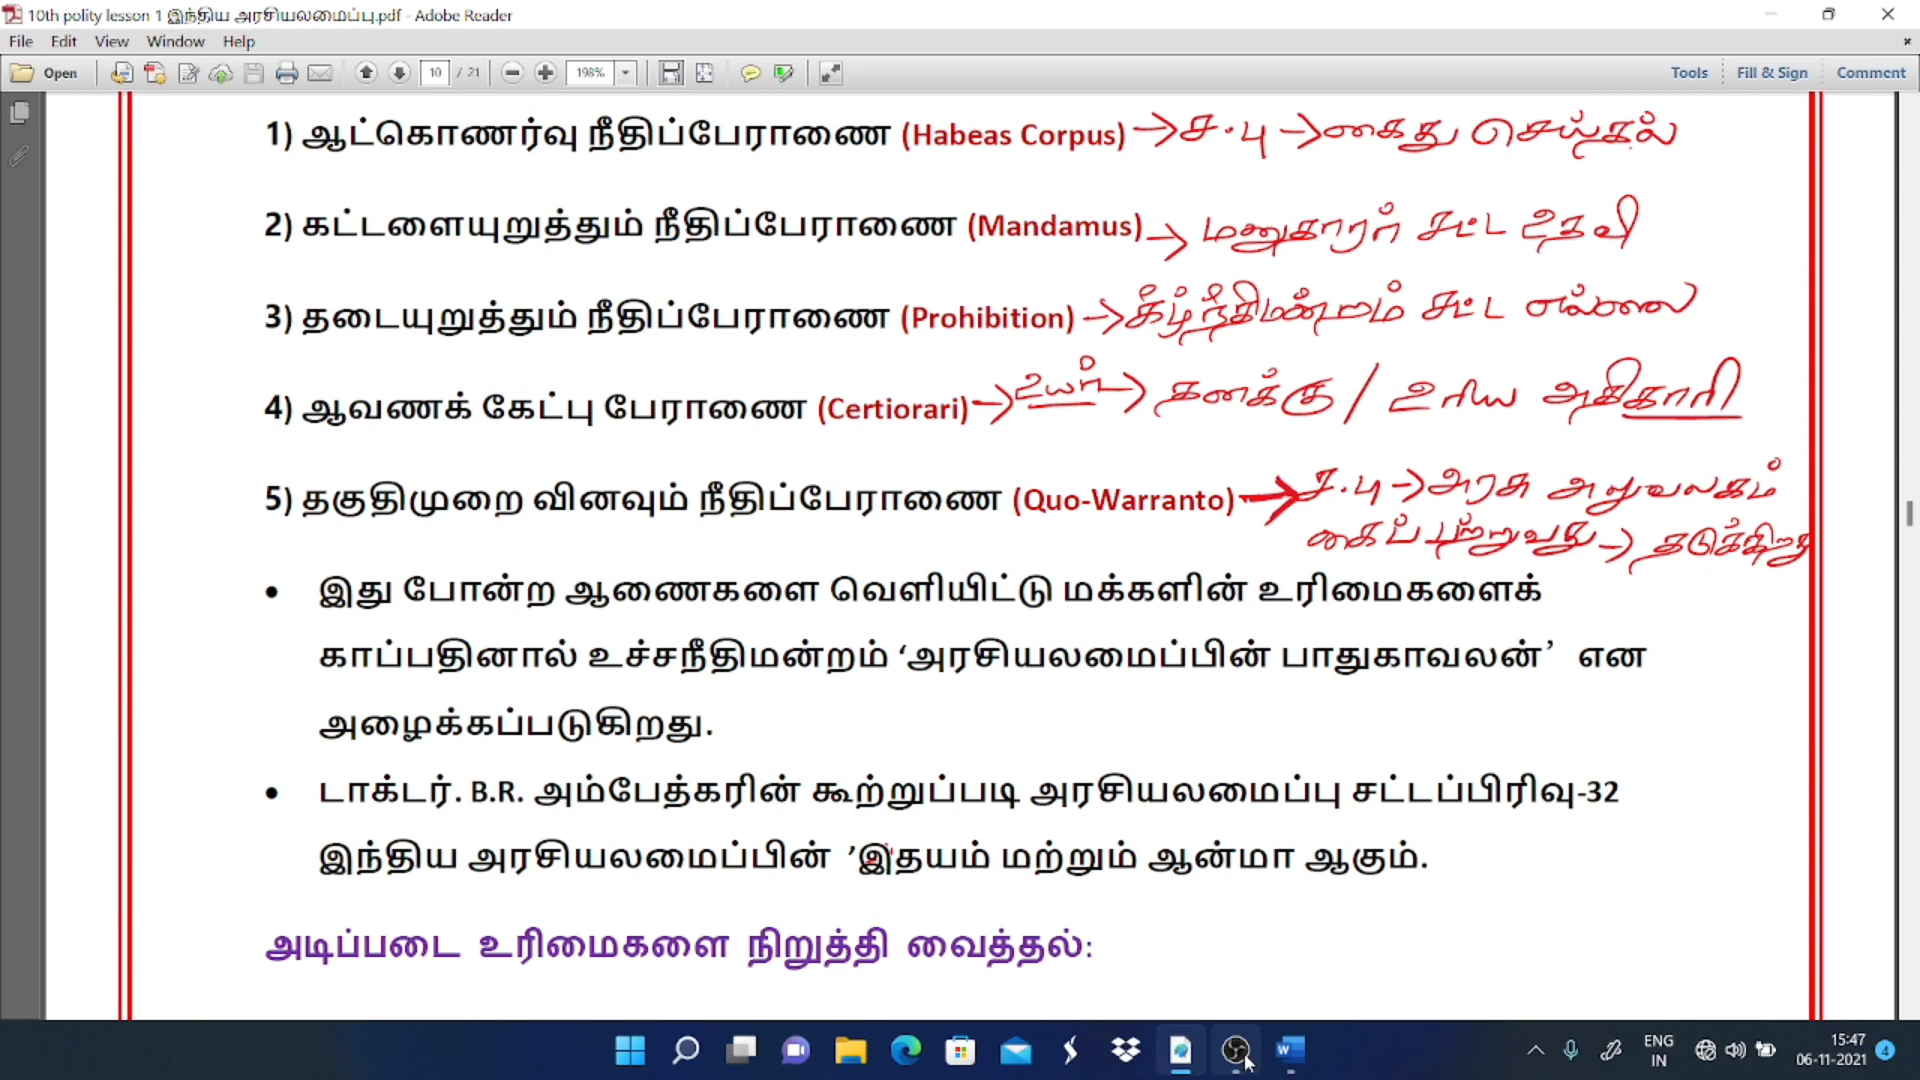 10th polity lesson 1 இந்திய அரசியலமைப்பு.pdf - Adobe Reader
File Edit View Window Help
Open 10 / 21 198% Tools Fill & Sign Comment
1) ஆட்கொணர்வு நீதிப்பேராணை (Habeas Corpus) → ச.பு → கைது செய்தல்
2) கட்டளையுறுத்தும் நீதிப்பேராணை (Mandamus) → மனுதாரர் சட்ட உதவி
3) தடையுறுத்தும் நீதிப்பேராணை (Prohibition) → கீழ்நீதிமன்றம் சட்ட எல்லை
4) ஆவணக் கேட்பு பேராணை (Certiorari) → உயர் → கணக்கு / உரிய அதிகாரி
5) தகுதிமுறை வினவும் நீதிப்பேராணை (Quo-Warranto) → ச.பு → அரசு அலுவலகம்
கைப்பற்றுவது → தடுக்கிறது
• இது போன்ற ஆணைகளை வெளியிட்டு மக்களின் உரிமைகளைக்
காப்பதினால் உச்சநீதிமன்றம் ‘அரசியலமைப்பின் பாதுகாவலன்’ என
அழைக்கப்படுகிறது.
• டாக்டர். B.R. அம்பேத்கரின் கூற்றுப்படி அரசியலமைப்பு சட்டப்பிரிவு-32
இந்திய அரசியலமைப்பின் ’இதயம் மற்றும் ஆன்மா ஆகும்.
அடிப்படை உரிமைகளை நிறுத்தி வைத்தல்:
ENG
IN
15:47
06-11-2021
4